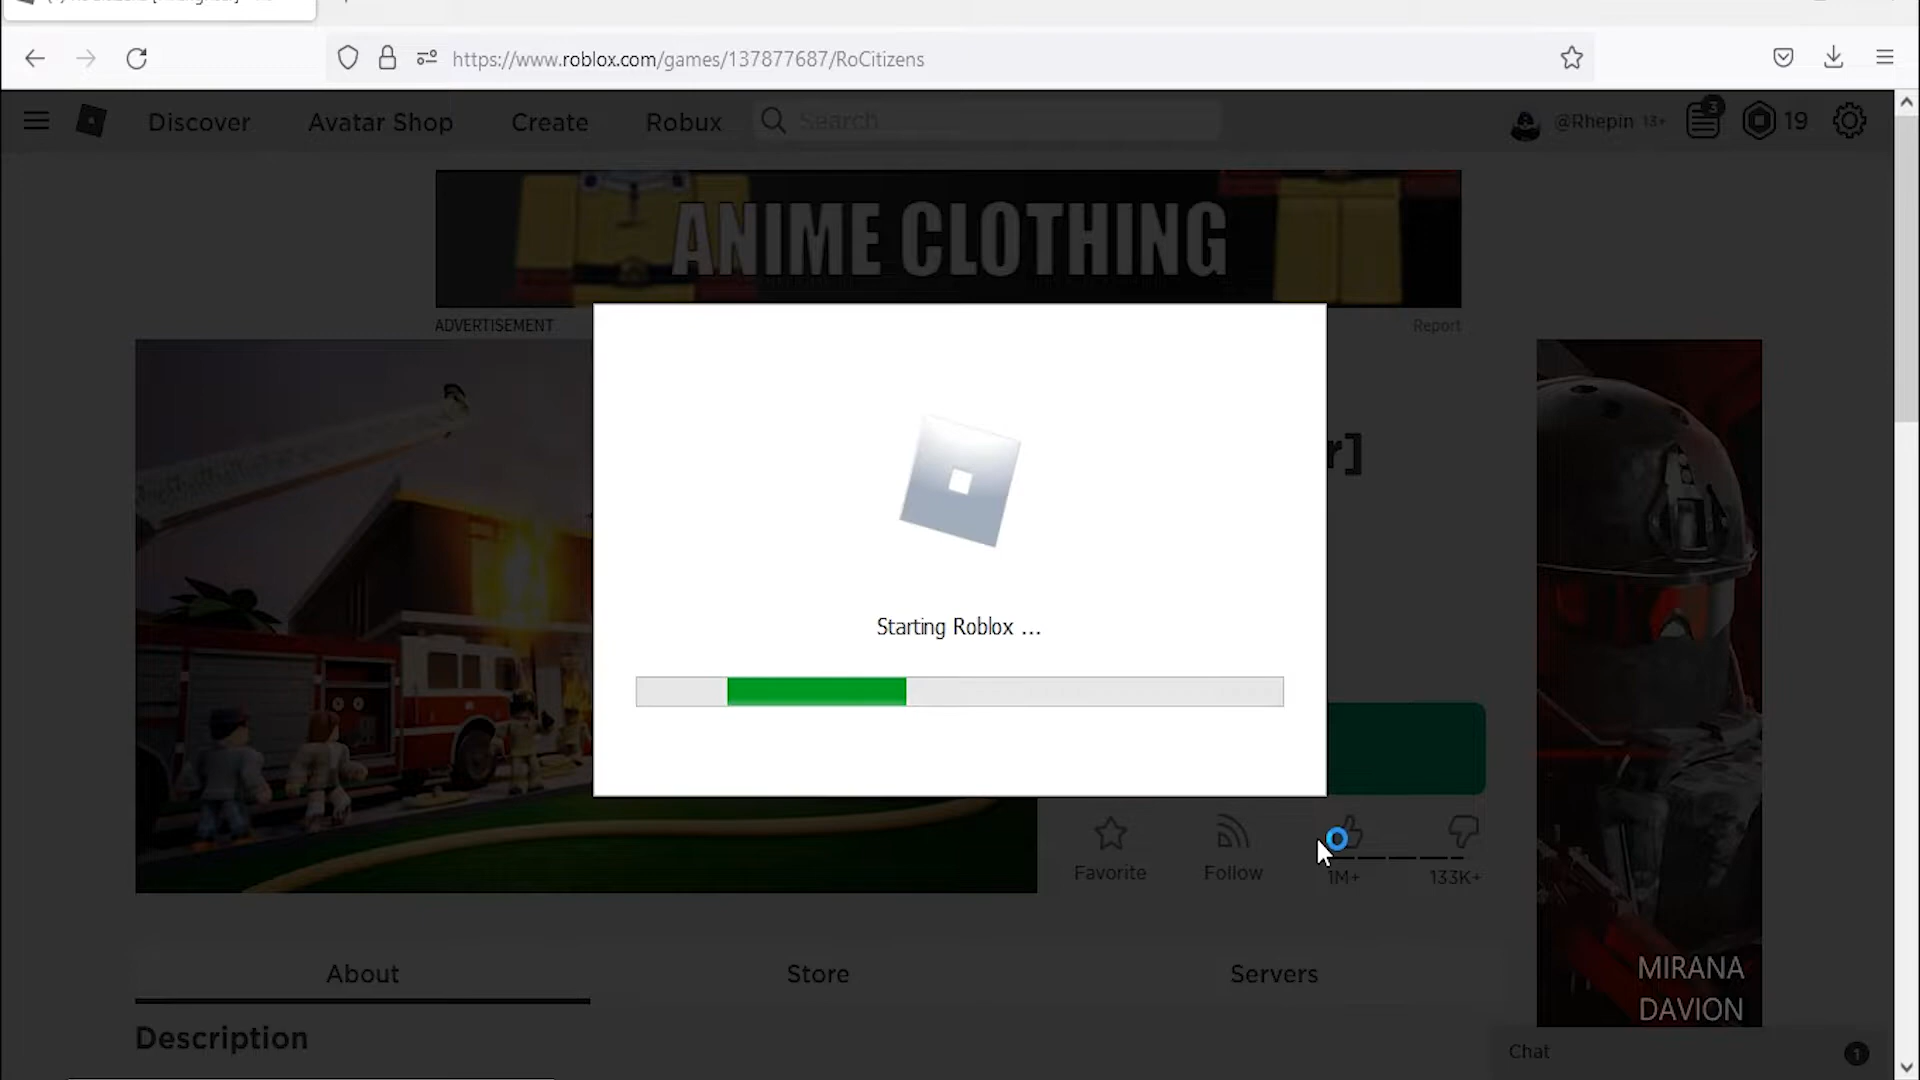 https://www.roblox.com/games/137877687/RoCitizens
Discover
Avatar Shop
Create
Robux
Search
@Rhepin 13+
3
19
ANIME CLOTHING
ADVERTISEMENT
Report
r]
Starting Roblox ...
Favorite
Follow
1M+
133K+
About
Store
Servers
MIRANA
DAVION
Description
Chat
1